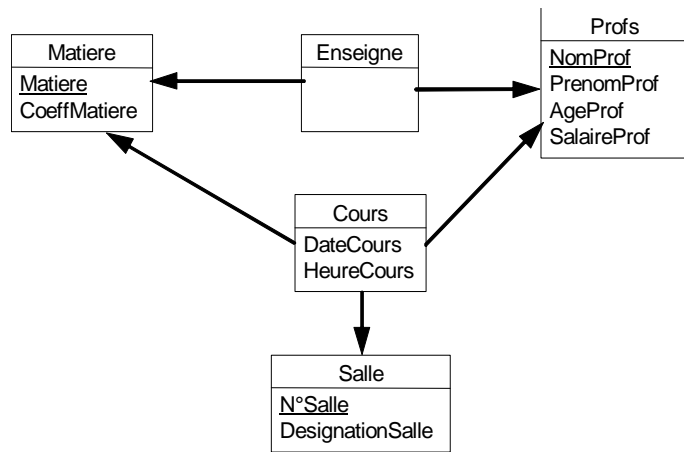 Matiere
Matiere
CoeffMatiere
Enseigne
Profs
NomProf
PrenomProf
AgeProf
SalaireProf
Cours
DateCours
HeureCours
Salle
N°Salle
DesignationSalle